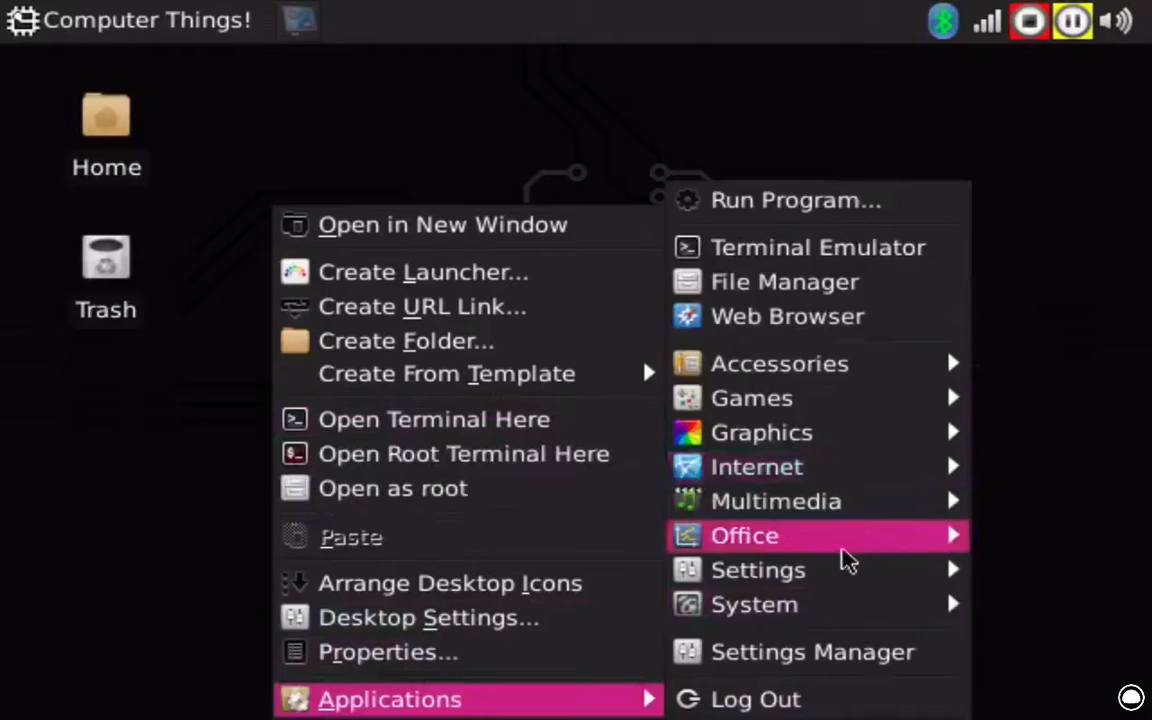 Computer Things!
Home
Trash
Open in New Window
Create Launcher...
Create URL Link...
Create Folder...
Create From Template
Open Terminal Here
Open Root Terminal Here
Open as root
Paste
Arrange Desktop Icons
Desktop Settings...
Properties...
Applications
Run Program...
Terminal Emulator
File Manager
Web Browser
Accessories
Games
Graphics
Internet
Multimedia
Office
Settings
System
Settings Manager
Log Out